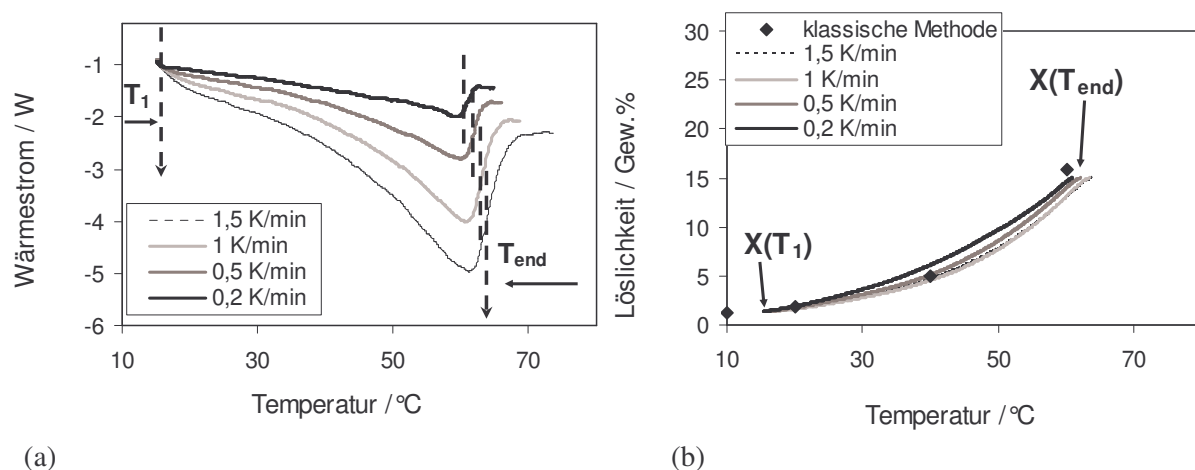 Wärmestrom / W
-1
-2
-3
-4
-5
-6
T1
Tend
1,5 K/min
1 K/min
0,5 K/min
0,2 K/min
10 30 50 70
Temperatur / °C
(a)
Löslichkeit / Gew.%
30
25
20
15
10
5
0
klassische Methode
1,5 K/min
1 K/min
0,5 K/min
0,2 K/min
X(Tend)
X(T1)
10 30 50 70
Temperatur / °C
(b)